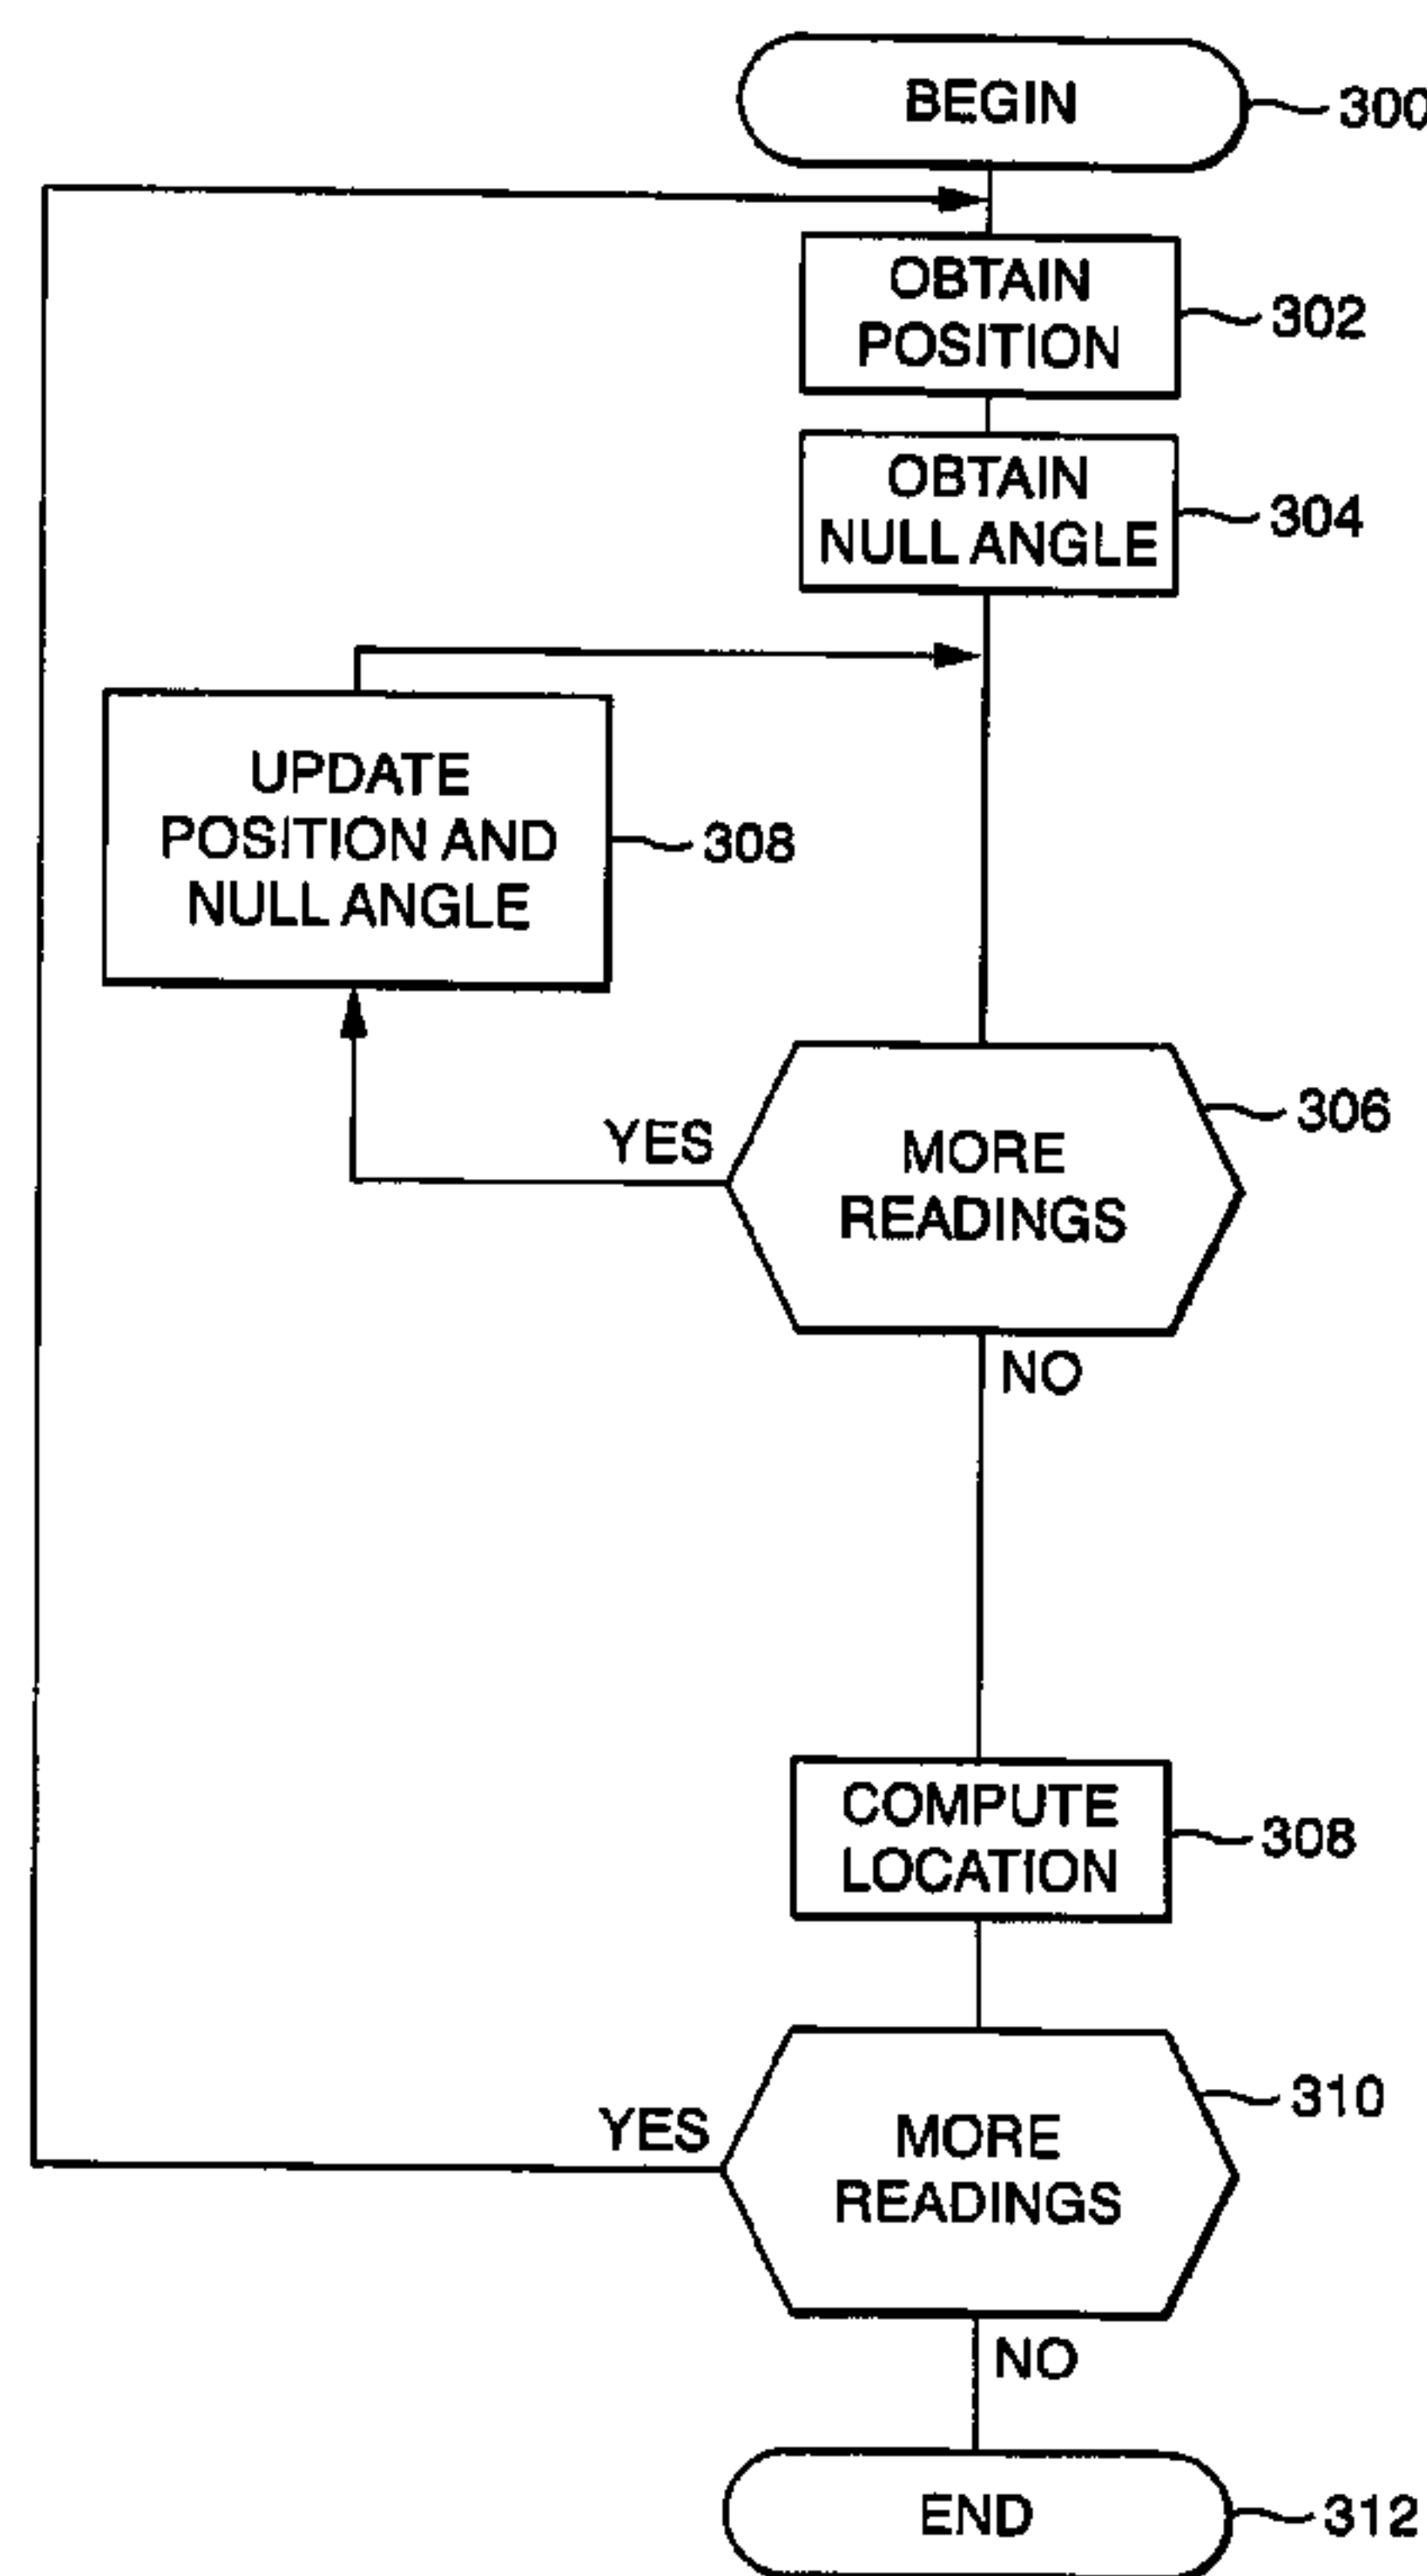 BEGIN
300
OBTAIN
POSITION
302
OBTAIN
NULL ANGLE
304
UPDATE
POSITION AND
NULL ANGLE
308
YES
MORE
READINGS
306
NO
COMPUTE
LOCATION
308
YES
MORE
READINGS
310
NO
END
312